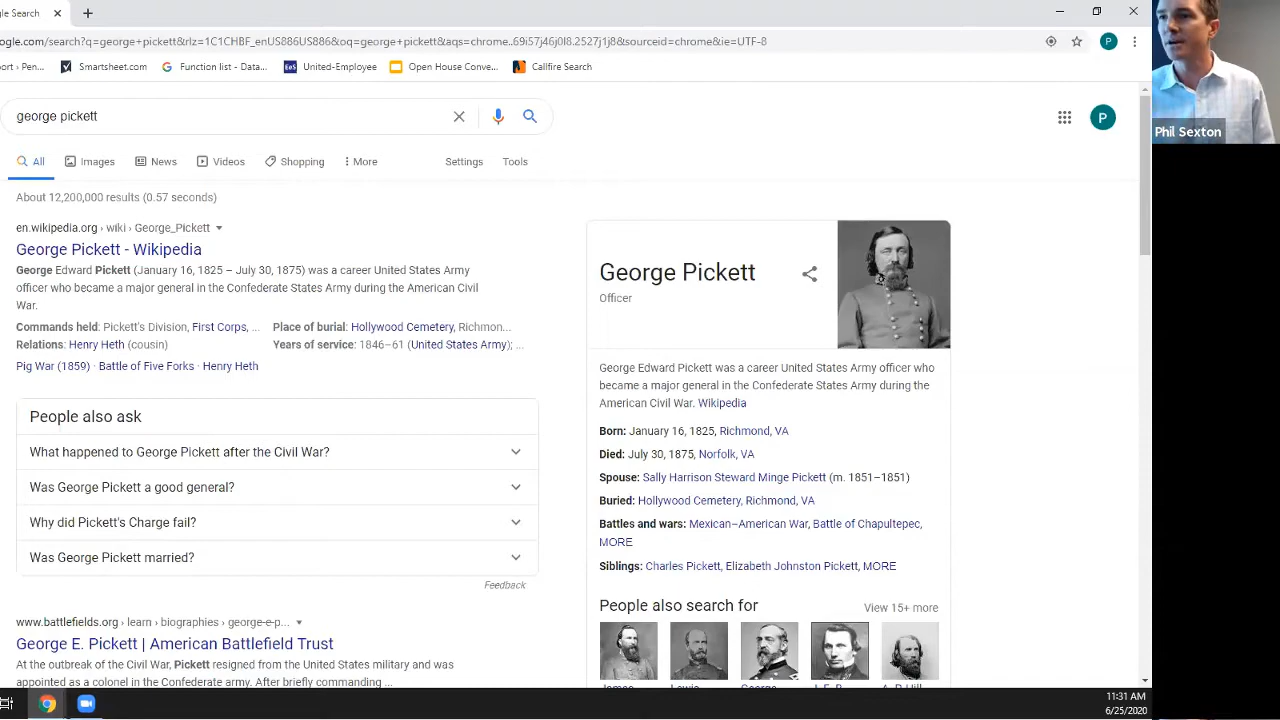 gle Search
ogle.com/search?q=george+pickett&rlz=1C1CHBF_enUS886US886&oq=george+pickett&aqs=chrome..69i57j46j0l8.2527j1j8&sourceid=chrome&ie=UTF-8
P
ort › Pen...
Smartsheet.com
Function list - Data...
EoS United-Employee
Open House Conve...
Callfire Search
Phil Sexton
george pickett
P
All
Images
News
Videos
Shopping
More
Settings
Tools
About 12,200,000 results (0.57 seconds)
en.wikipedia.org › wiki › George_Pickett
George Pickett - Wikipedia
George Edward Pickett (January 16, 1825 – July 30, 1875) was a career United States Army
officer who became a major general in the Confederate States Army during the American Civil
War.
Commands held: Pickett's Division, First Corps, ...
Place of burial: Hollywood Cemetery, Richmon...
Relations: Henry Heth (cousin)
Years of service: 1846–61 (United States Army); ...
Pig War (1859) · Battle of Five Forks · Henry Heth
People also ask
What happened to George Pickett after the Civil War?
Was George Pickett a good general?
Why did Pickett's Charge fail?
Was George Pickett married?
Feedback
www.battlefields.org › learn › biographies › george-e-p...
George E. Pickett | American Battlefield Trust
At the outbreak of the Civil War, Pickett resigned from the United States military and was
appointed as a colonel in the Confederate army. After briefly commanding ...
George Pickett
Officer
George Edward Pickett was a career United States Army officer who
became a major general in the Confederate States Army during the
American Civil War. Wikipedia
Born: January 16, 1825, Richmond, VA
Died: July 30, 1875, Norfolk, VA
Spouse: Sally Harrison Steward Minge Pickett (m. 1851–1851)
Buried: Hollywood Cemetery, Richmond, VA
Battles and wars: Mexican–American War, Battle of Chapultepec,
MORE
Siblings: Charles Pickett, Elizabeth Johnston Pickett, MORE
People also search for
View 15+ more
11:31 AM
6/25/2020